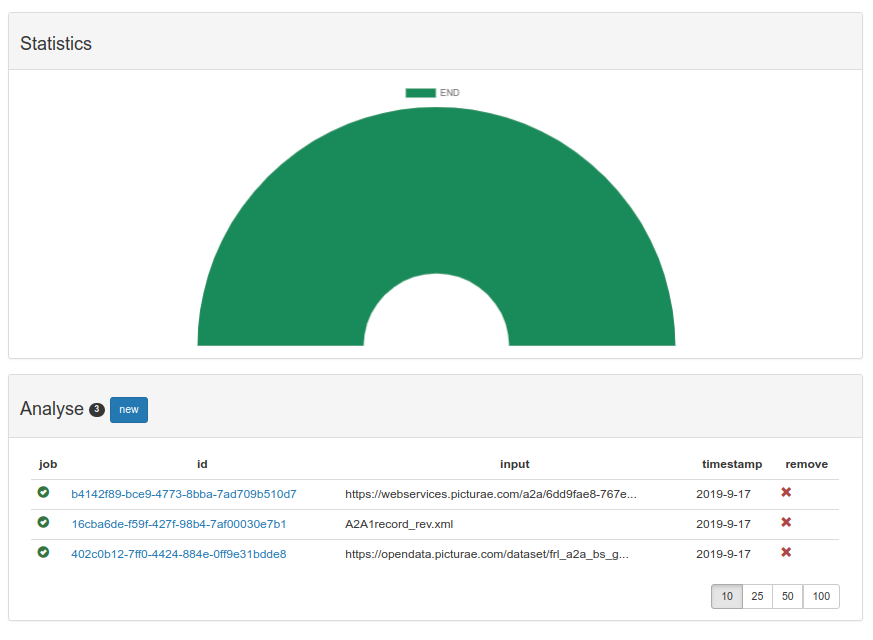 Statistics
END
Analyse 3 new
job id input timestamp remove
b4142f89-bce9-4773-8bba-7ad709b510d7 https://webservices.picturae.com/a2a/6dd9fae8-767e... 2019-9-17
16cba6de-f59f-427f-98b4-7af00030e7b1 A2A1record_rev.xml 2019-9-17
402c0b12-7ff0-4424-884e-0ff9e31bdde8 https://opendata.picturae.com/dataset/frl_a2a_bs_g... 2019-9-17
10 25 50 100